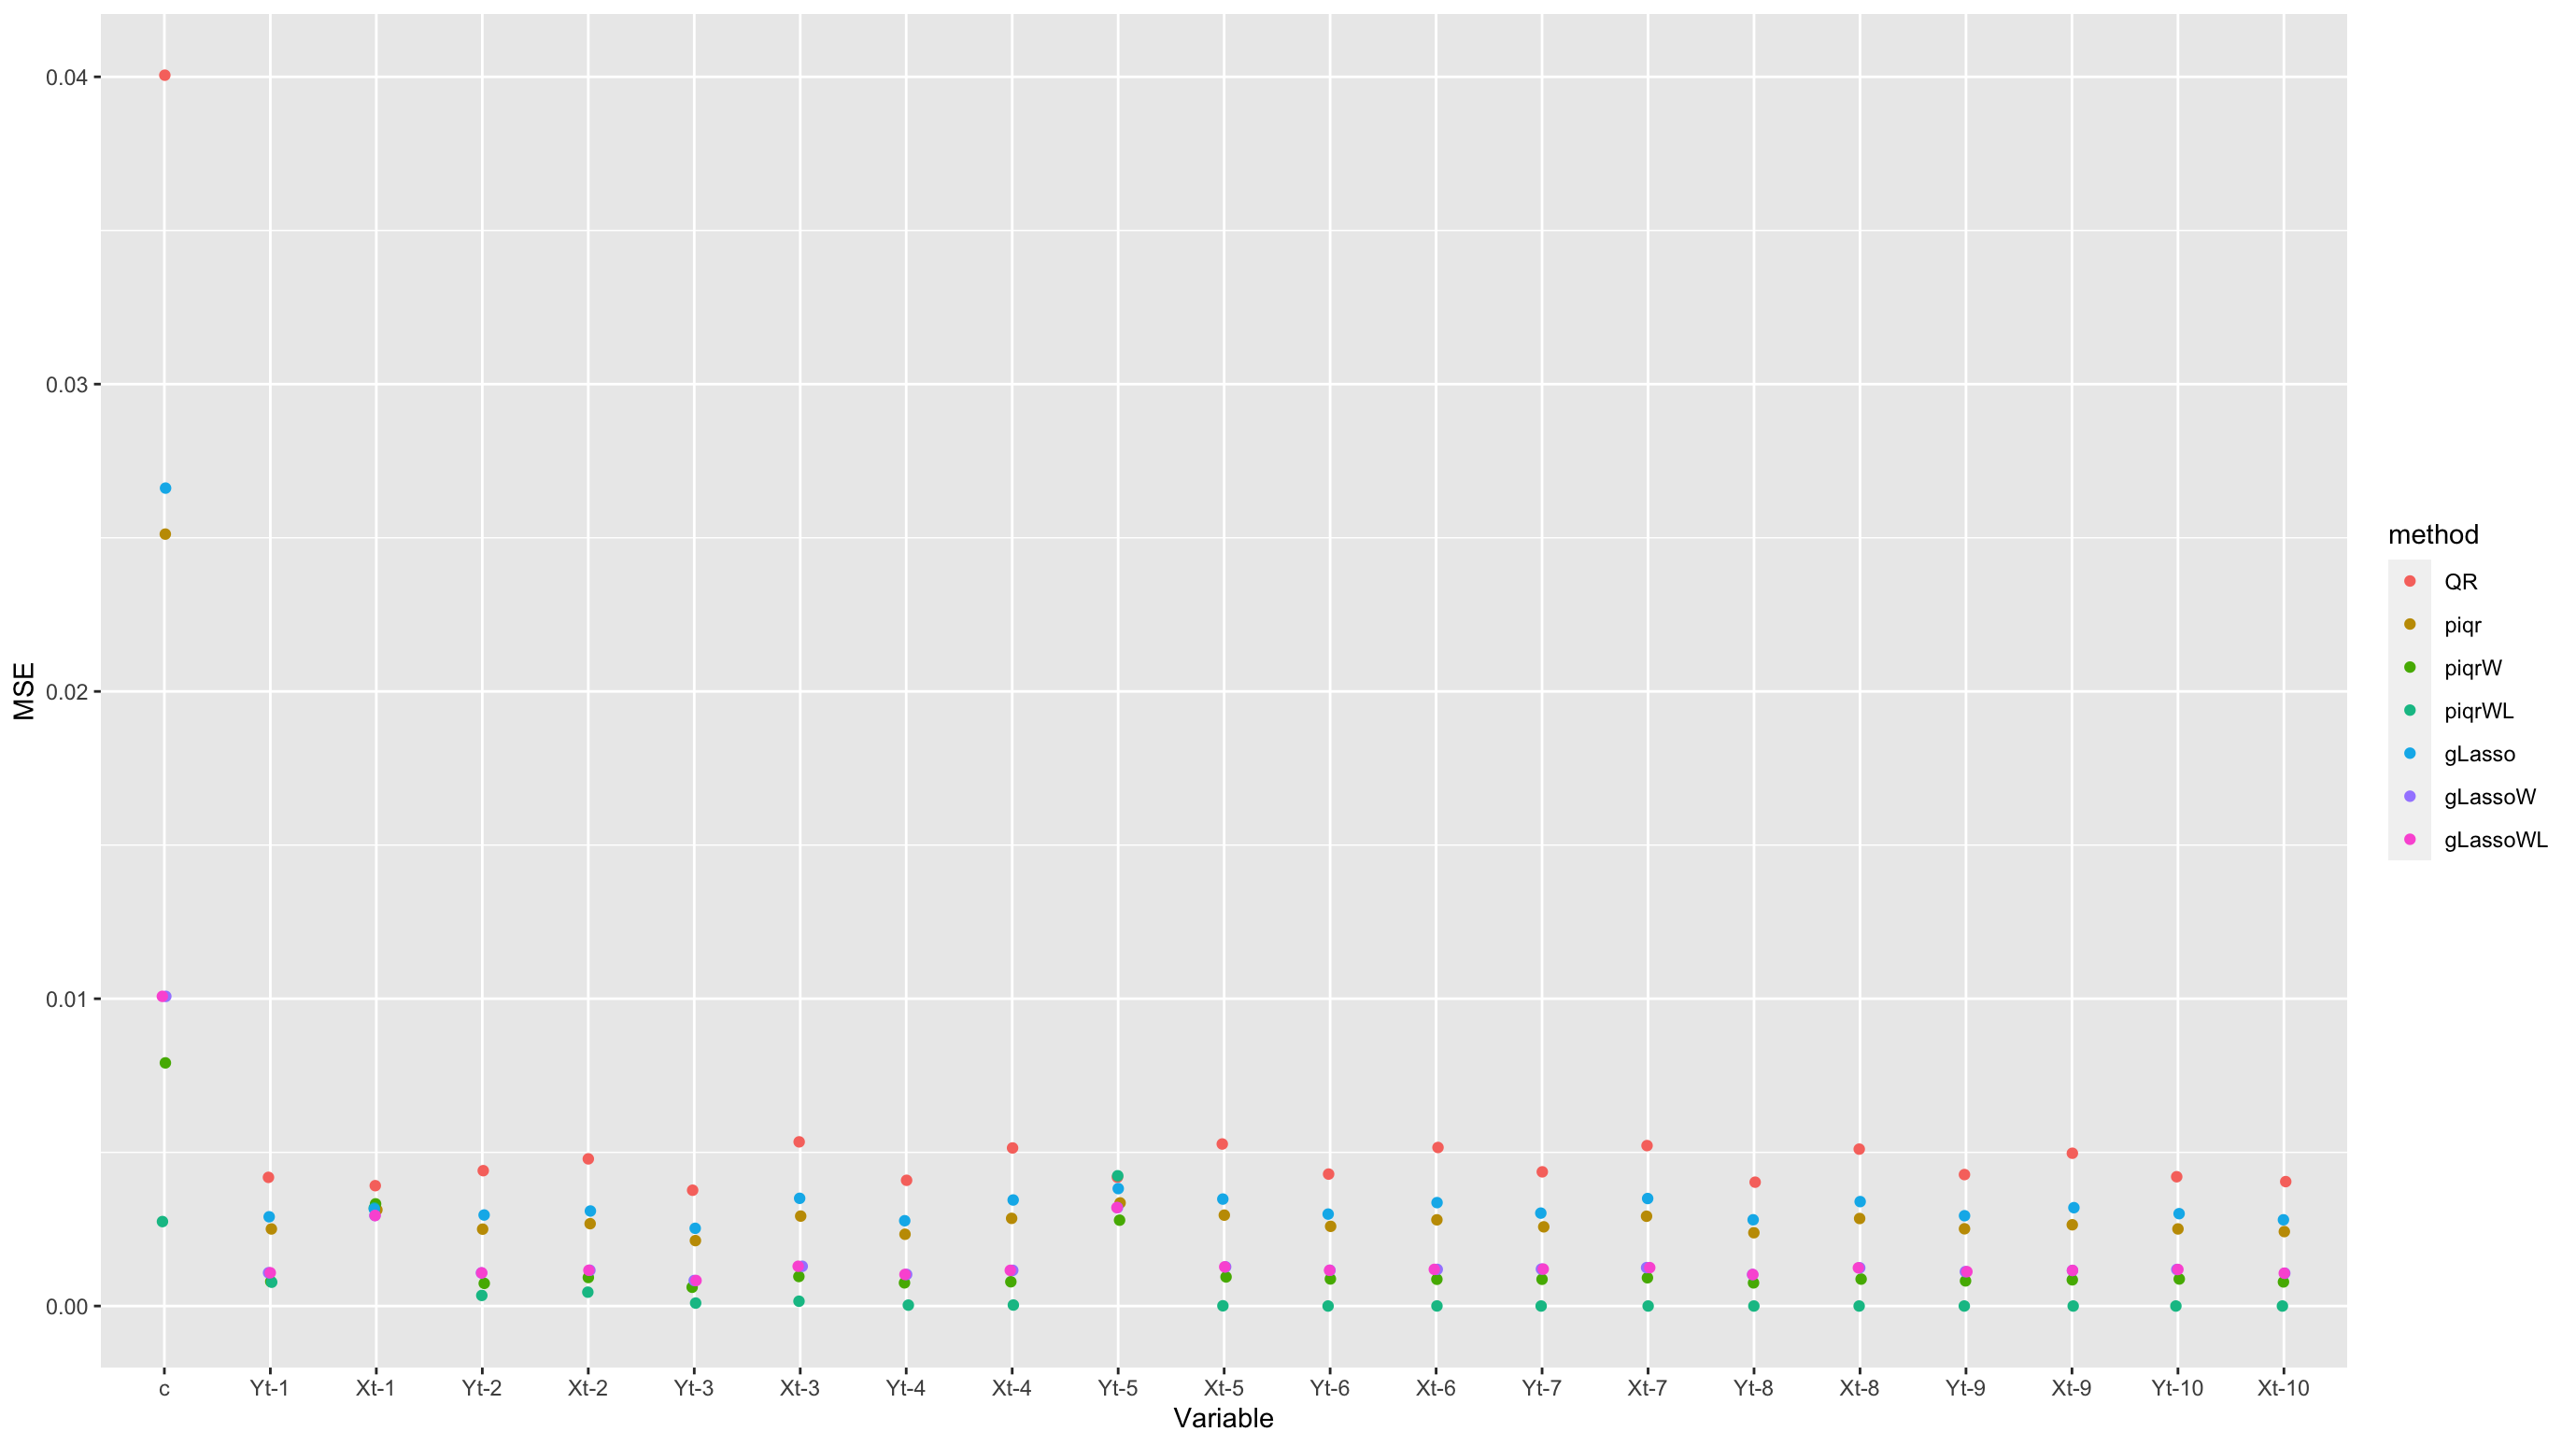 0.04
0.03
0.02
0.01
0.00
MSE
c Yt-1 Xt-1 Yt-2 Xt-2 Yt-3 Xt-3 Yt-4 Xt-4 Yt-5 Xt-5 Yt-6 Xt-6 Yt-7 Xt-7 Yt-8 Xt-8 Yt-9 Xt-9 Yt-10 Xt-10
Variable
method
QR
piqr
piqrW
piqrWL
gLasso
gLassoW
gLassoWL